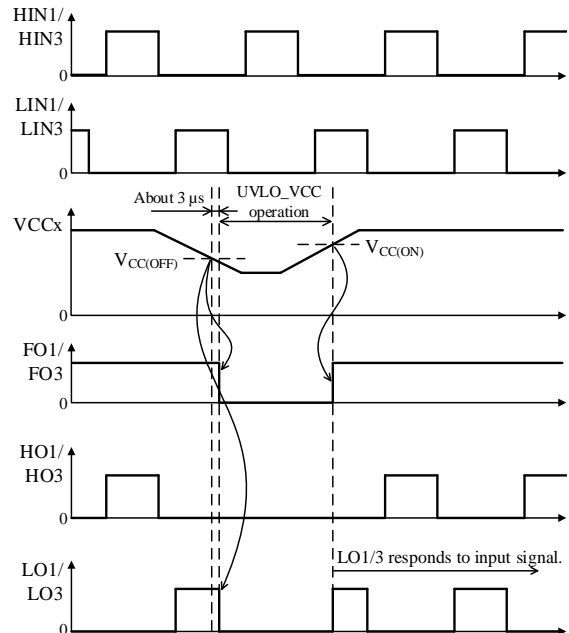 HIN1/
HIN3
0
LIN1/
LIN3
0
About 3 µs
UVLO_VCC
operation
VCCx
VCC(OFF)
VCC(ON)
0
FO1/
FO3
0
HO1/
HO3
0
LO1/3 responds to input signal.
LO1/
LO3
0